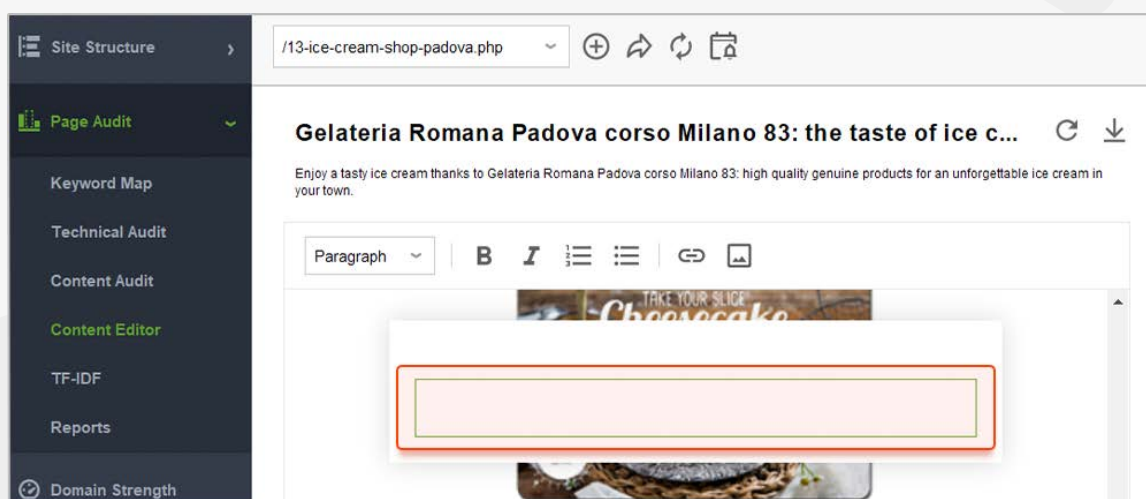 Site Structure
/13-ice-cream-shop-padova.php
Page Audit
Gelateria Romana Padova corso Milano 83: the taste of ice c...
Enjoy a tasty ice cream thanks to Gelateria Romana Padova corso Milano 83: high quality genuine products for an unforgettable ice cream in
your town.
Keyword Map
Technical Audit
Content Audit
Content Editor
TF-IDF
Reports
Domain Strength
Paragraph
B I
TAKE YOUR SLICE
Cheesecake